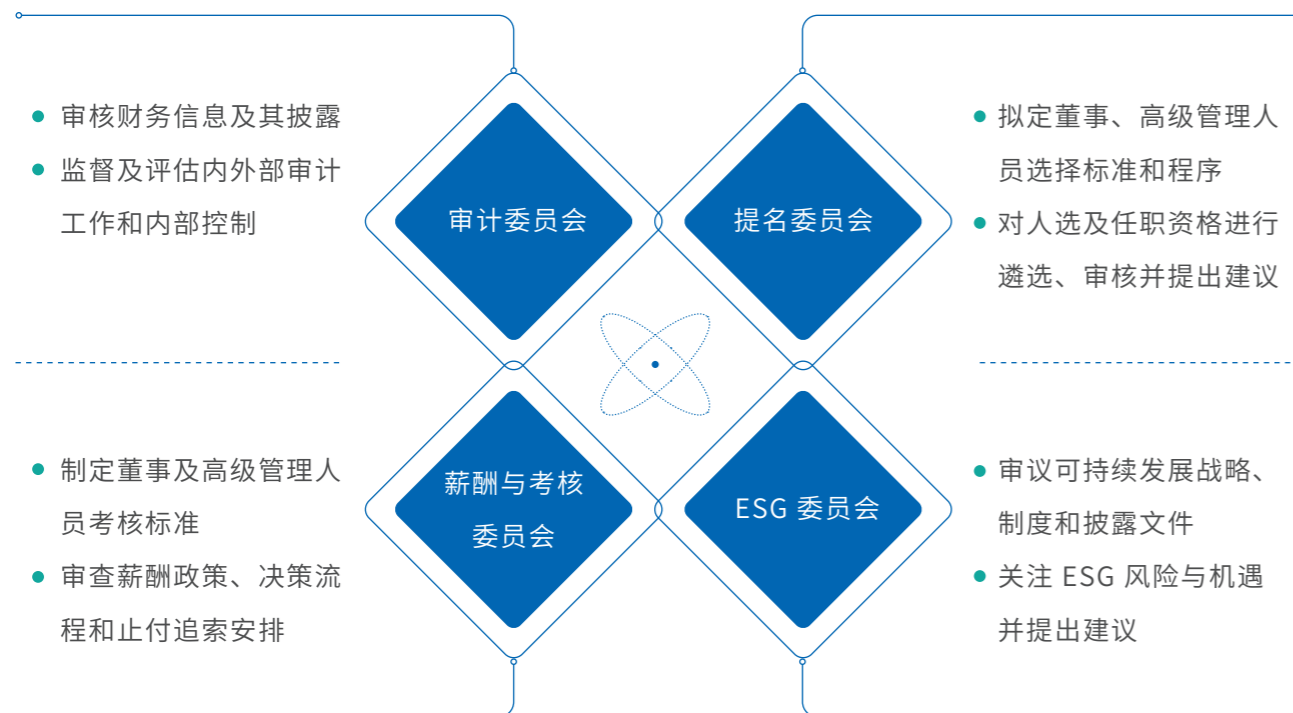 审核财务信息及其披露
监督及评估内外部审计
工作和内部控制
审计委员会
提名委员会
拟定董事、高级管理人
员选择标准和程序
对人选及任职资格进行
遴选、审核并提出建议
制定董事及高级管理人
员考核标准
审查薪酬政策、决策流
程和止付追索安排
薪酬与考核
委员会
ESG 委员会
审议可持续发展战略、
制度和披露文件
关注 ESG 风险与机遇
并提出建议